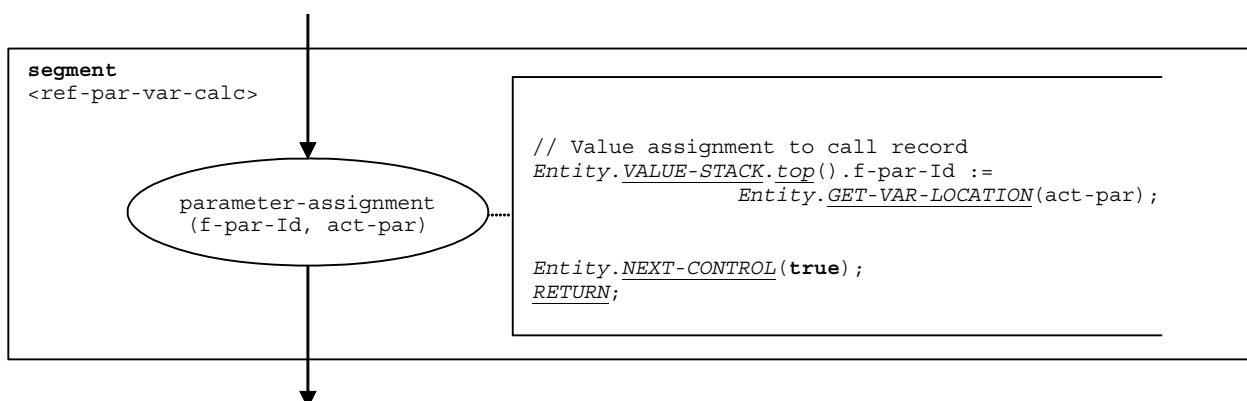 segment
<ref-par-var-calc>
parameter-assignment
(f-par-Id, act-par)
// Value assignment to call record
Entity.VALUE-STACK.top().f-par-Id :=
Entity.GET-VAR-LOCATION(act-par);
Entity.NEXT-CONTROL(true);
RETURN;